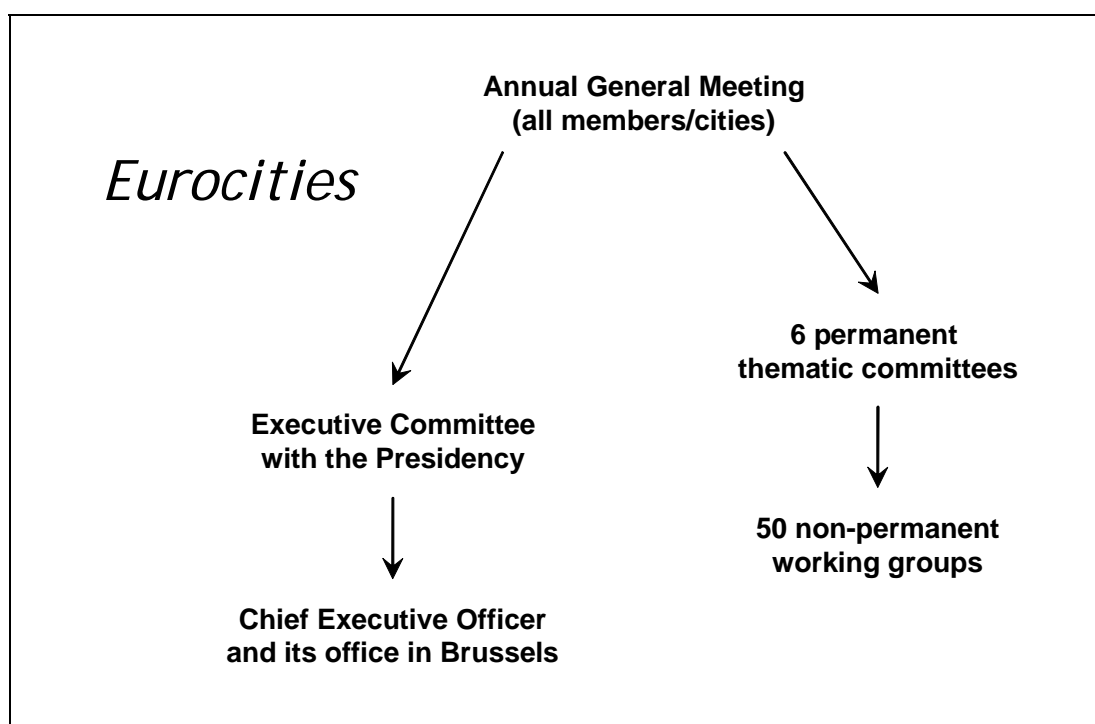 Annual General Meeting
(all members/cities)
Eurocities
6 permanent
thematic committees
Executive Committee
with the Presidency
50 non-permanent
working groups
Chief Executive Officer
and its office in Brussels